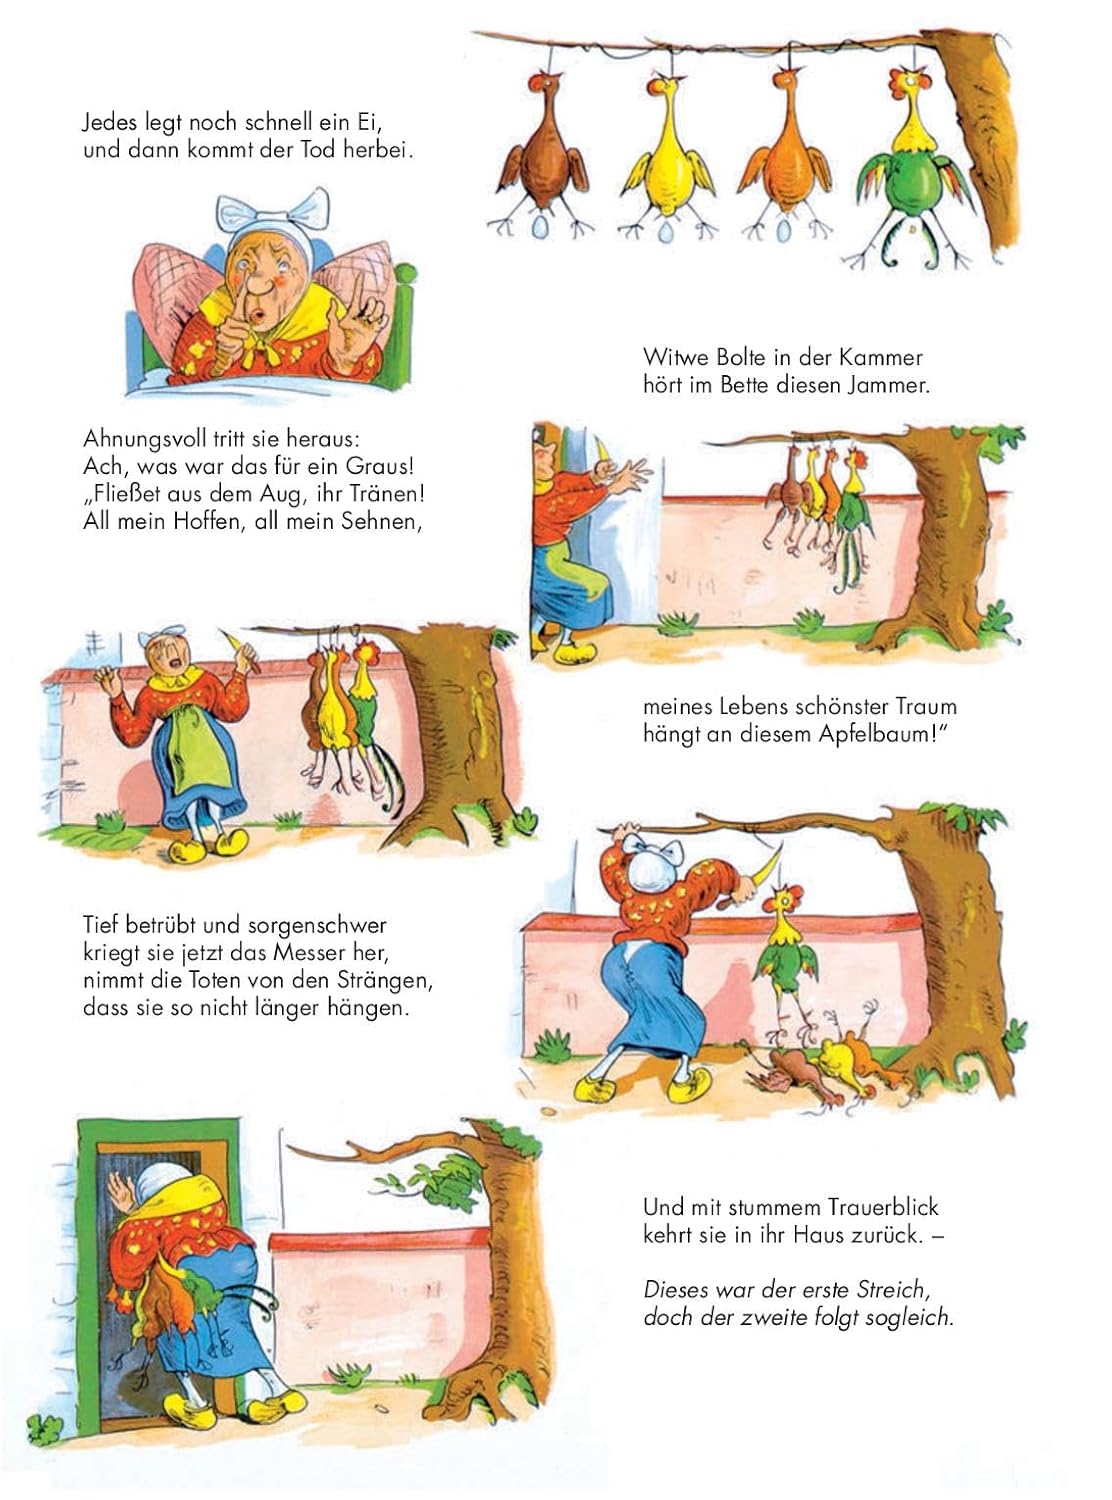 Jedes legt noch schnell ein Ei,
und dann kommt der Tod herbei.
Witwe Bolte in der Kammer
hört im Bette diesen Jammer.
Ahnungsvoll tritt sie heraus:
Ach, was war das für ein Graus!
„Fließet aus dem Aug, ihr Tränen!
All mein Hoffen, all mein Sehnen,
meines Lebens schönster Traum
hängt an diesem Apfelbaum!“
Tief betrübt und sorgenschwer
kriegt sie jetzt das Messer her,
nimmt die Toten von den Strängen,
dass sie so nicht länger hängen.
Und mit stummem Trauerblick
kehrt sie in ihr Haus zurück. –
Dieses war der erste Streich,
doch der zweite folgt sogleich.